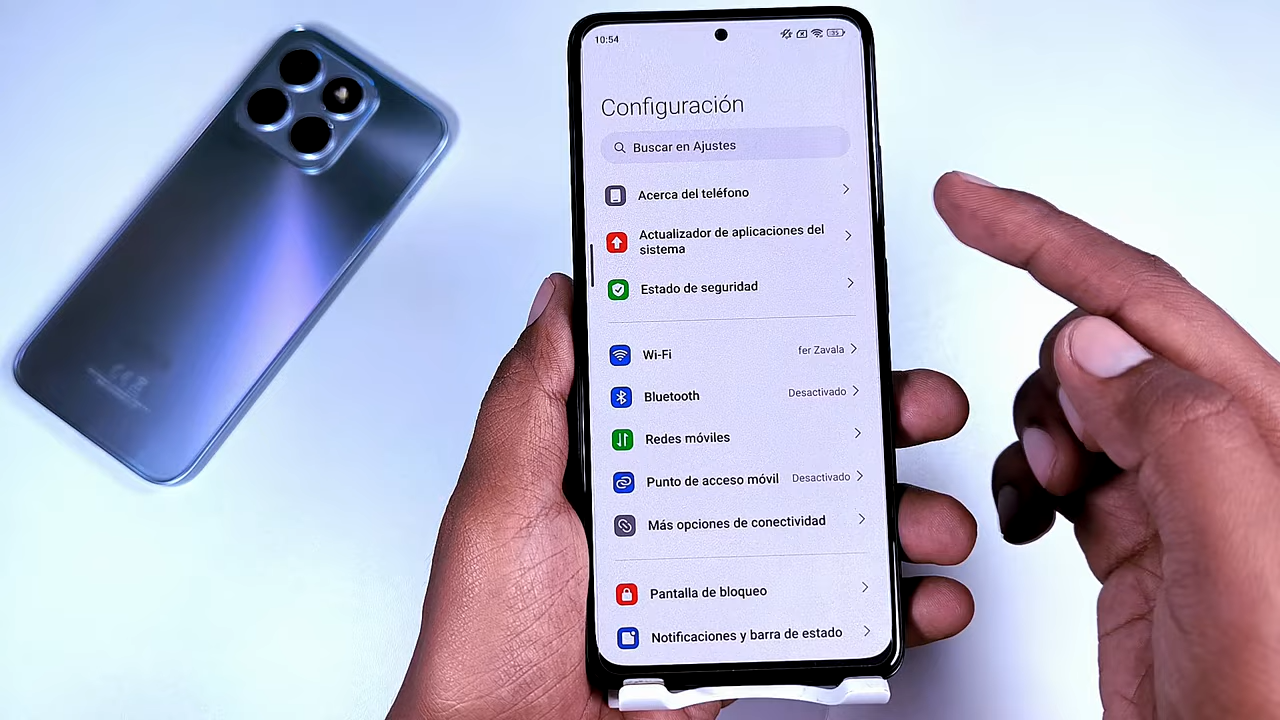 10:54
35
Configuración
Buscar en Ajustes
Acerca del teléfono
Actualizador de aplicaciones del
sistema
Estado de seguridad
Wi-Fi fer Zavala
Bluetooth Desactivado
Redes móviles
Punto de acceso móvil Desactivado
Más opciones de conectividad
Pantalla de bloqueo
Notificaciones y barra de estado